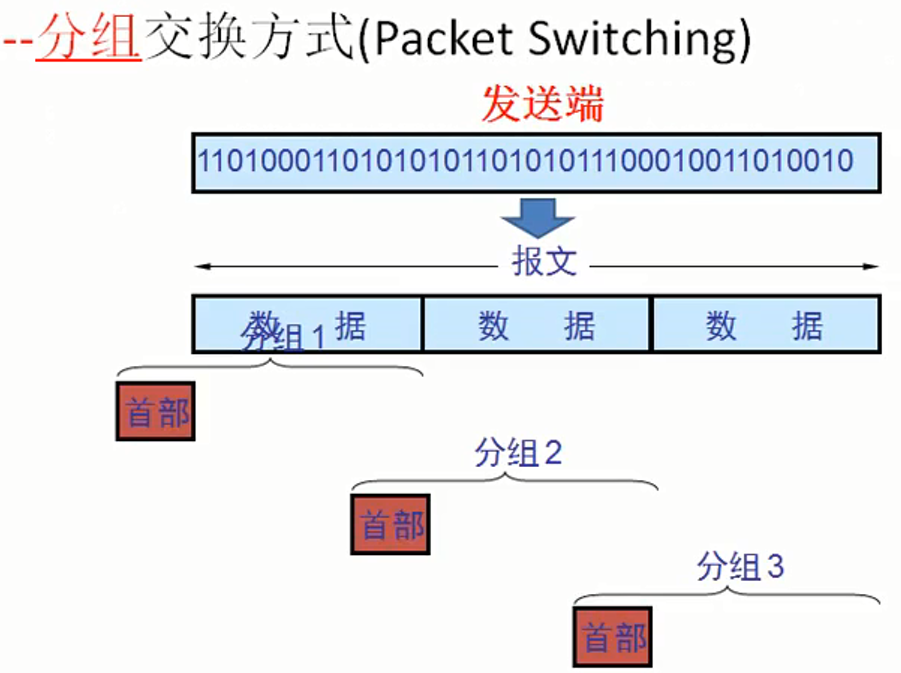 --分组交换方式(Packet Switching)
发送端
1101000110101010110101011100010011010010
报文
数 据 数 据 数 据
分组1
首部
分组2
首部
分组3
首部